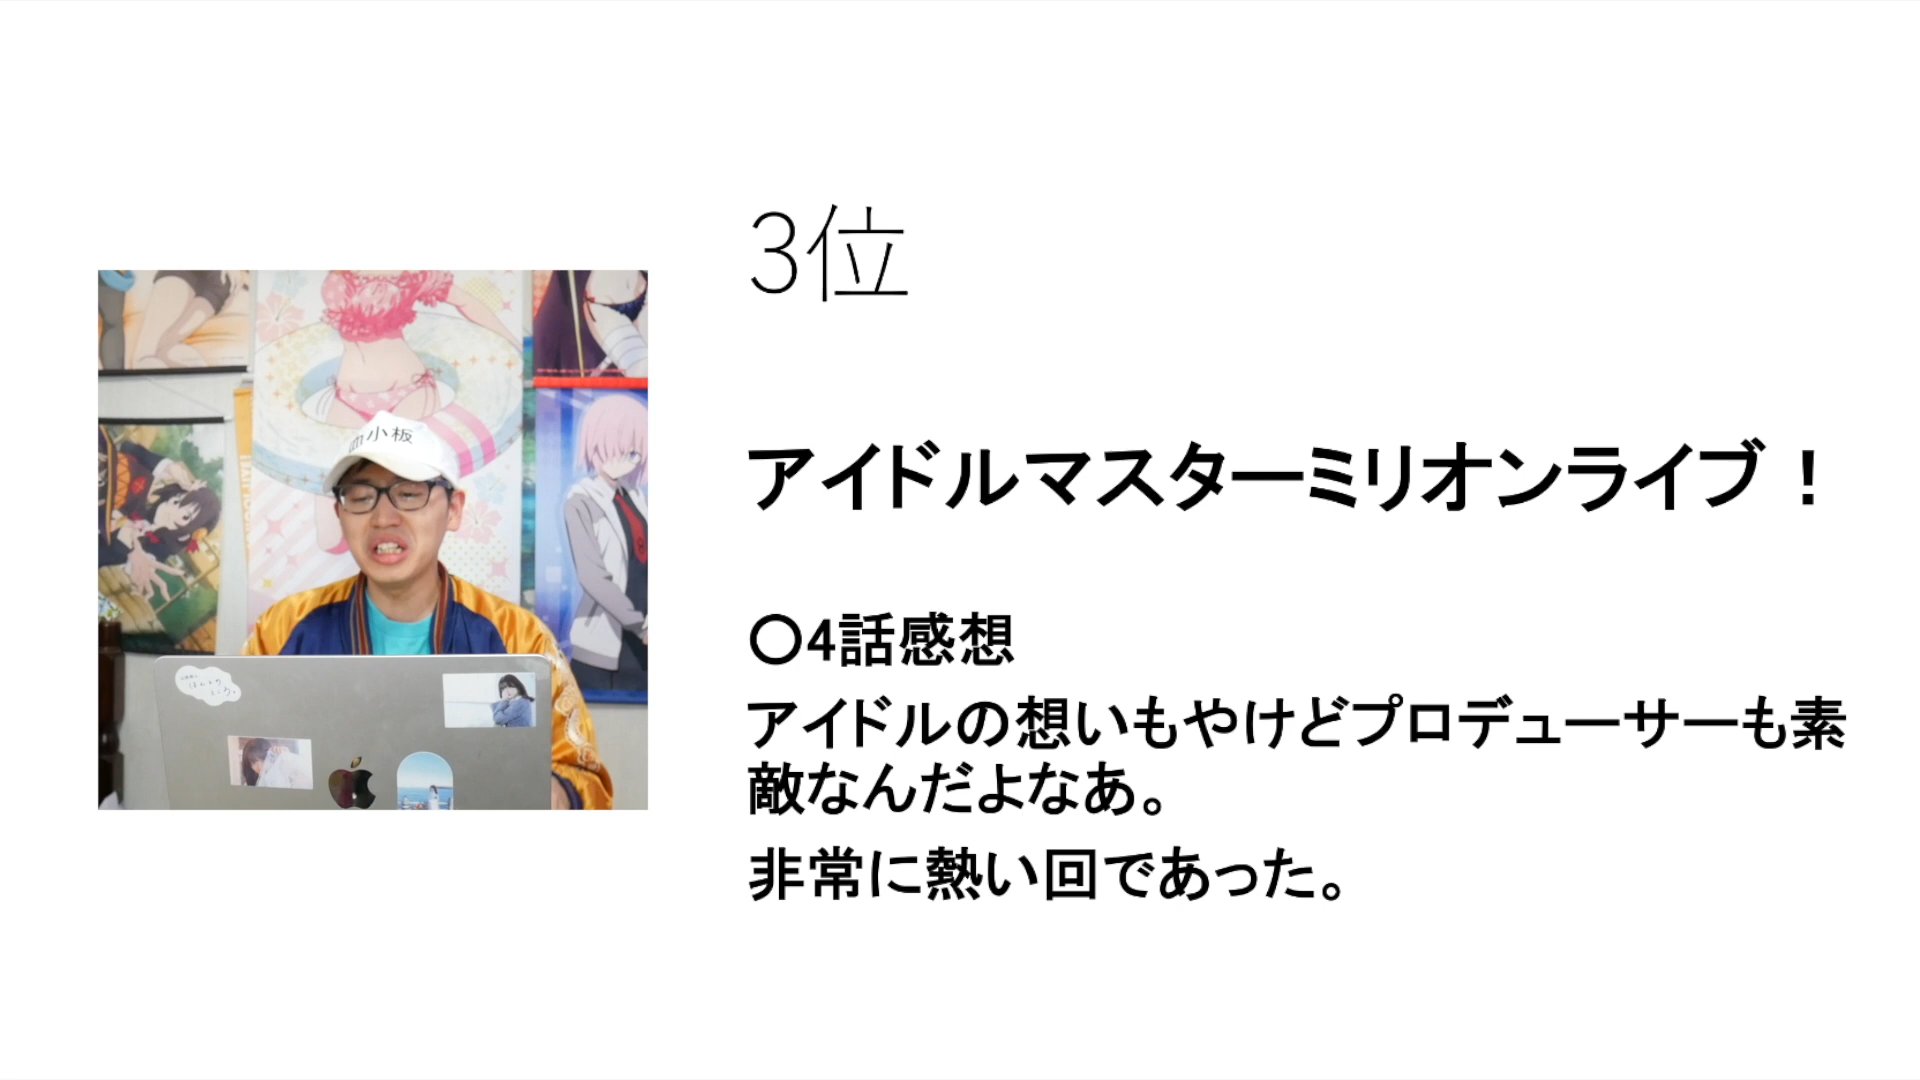 3位
アイドルマスターミリオンライブ！
〇4話感想
アイドルの想いもやけどプロデューサーも素
敵なんだよなあ。
非常に熱い回であった。
小板